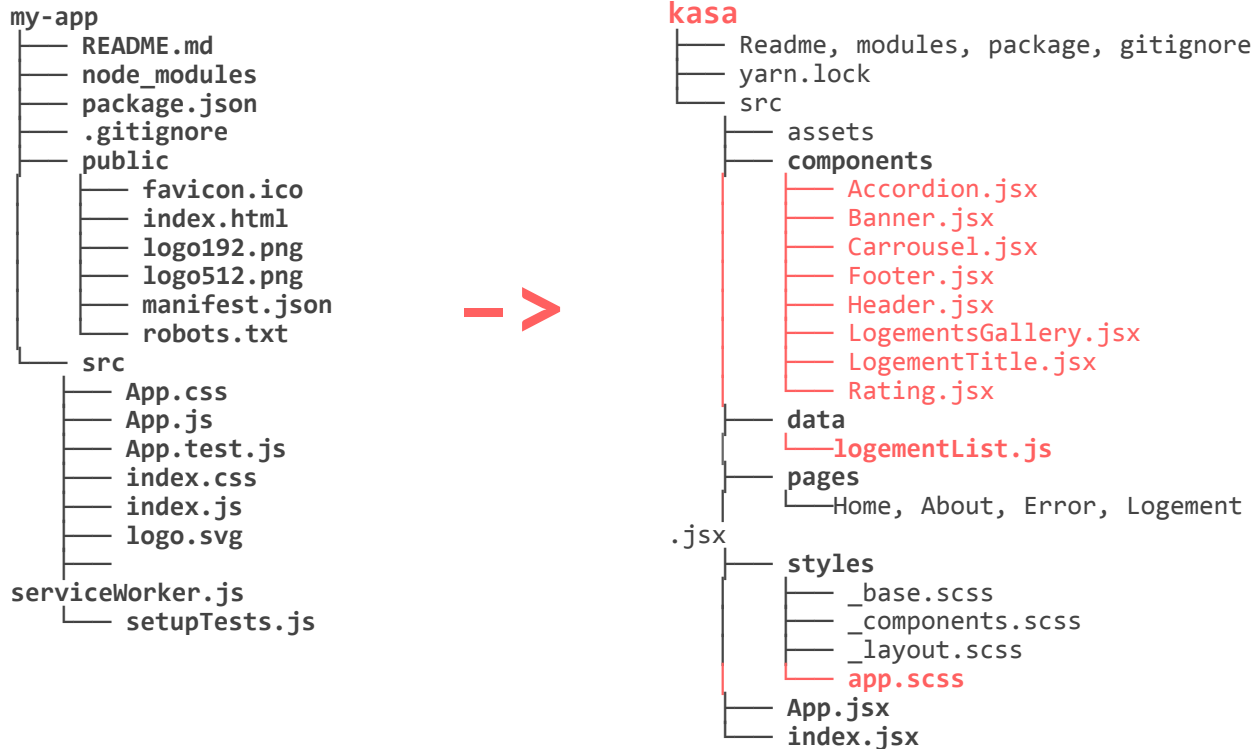 my-app
├── README.md
├── node_modules
├── package.json
├── .gitignore
├── public
│   ├── favicon.ico
│   ├── index.html
│   ├── logo192.png
│   ├── logo512.png
│   ├── manifest.json
│   └── robots.txt
└── src
    ├── App.css
    ├── App.js
    ├── App.test.js
    ├── index.css
    ├── index.js
    ├── logo.svg
    ├──
serviceWorker.js
    └── setupTests.js
->
kasa
├── Readme, modules, package, gitignore
├── yarn.lock
└── src
    ├── assets
    ├── components
    │   ├── Accordion.jsx
    │   ├── Banner.jsx
    │   ├── Carrousel.jsx
    │   ├── Footer.jsx
    │   ├── Header.jsx
    │   ├── LogementsGallery.jsx
    │   ├── LogementTitle.jsx
    │   └── Rating.jsx
    ├── data
    │   └──logementList.js
    ├── pages
    │   └──Home, About, Error, Logement
.jsx
    ├── styles
    │   ├── _base.scss
    │   ├── _components.scss
    │   ├── _layout.scss
    │   └── app.scss
    ├── App.jsx
    └── index.jsx